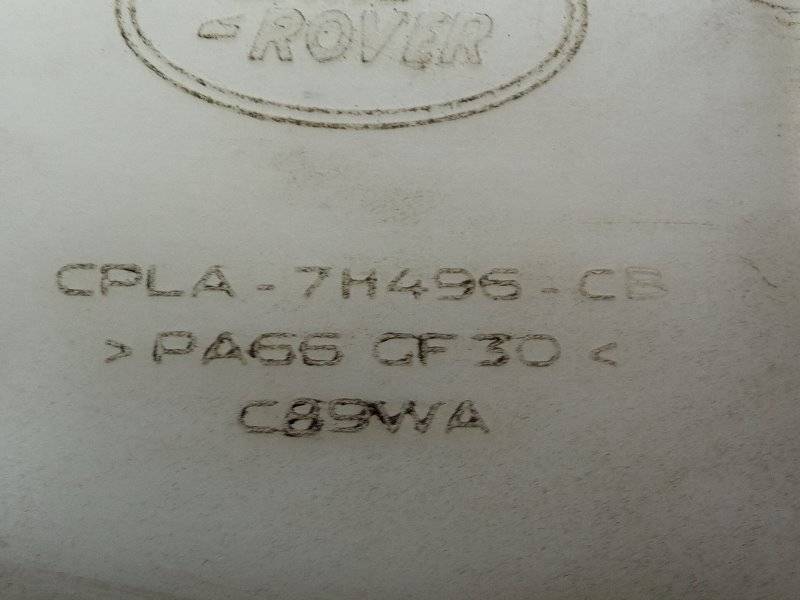 -ROVER
CPLA-7H496-CB
>PA66 GF30<
C89WA